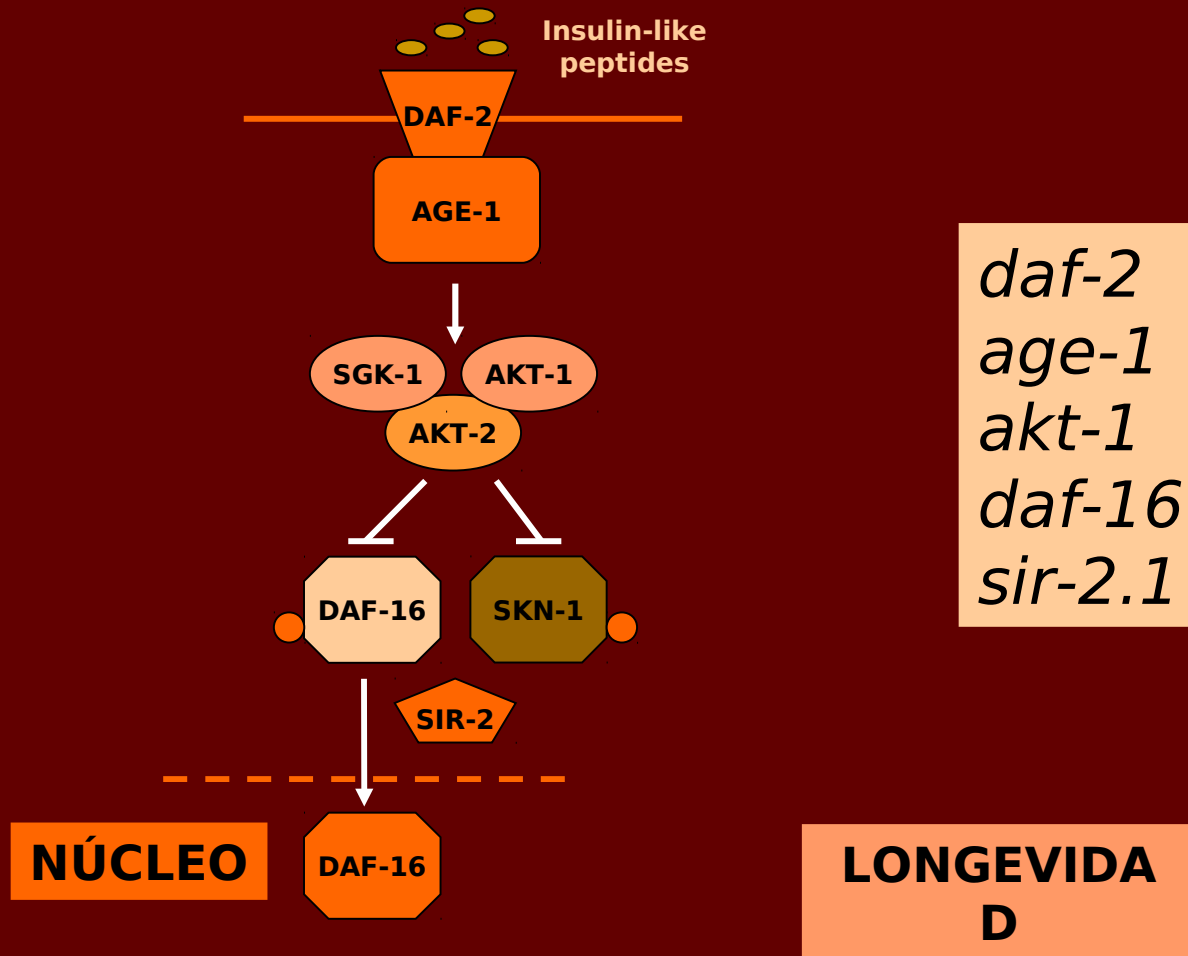 Insulin-like
peptides
DAF-2
AGE-1
SGK-1
AKT-1
AKT-2
DAF-16
SKN-1
SIR-2
DAF-16
NÚCLEO
daf-2
age-1
akt-1
daf-16
sir-2.1
LONGEVIDA
D